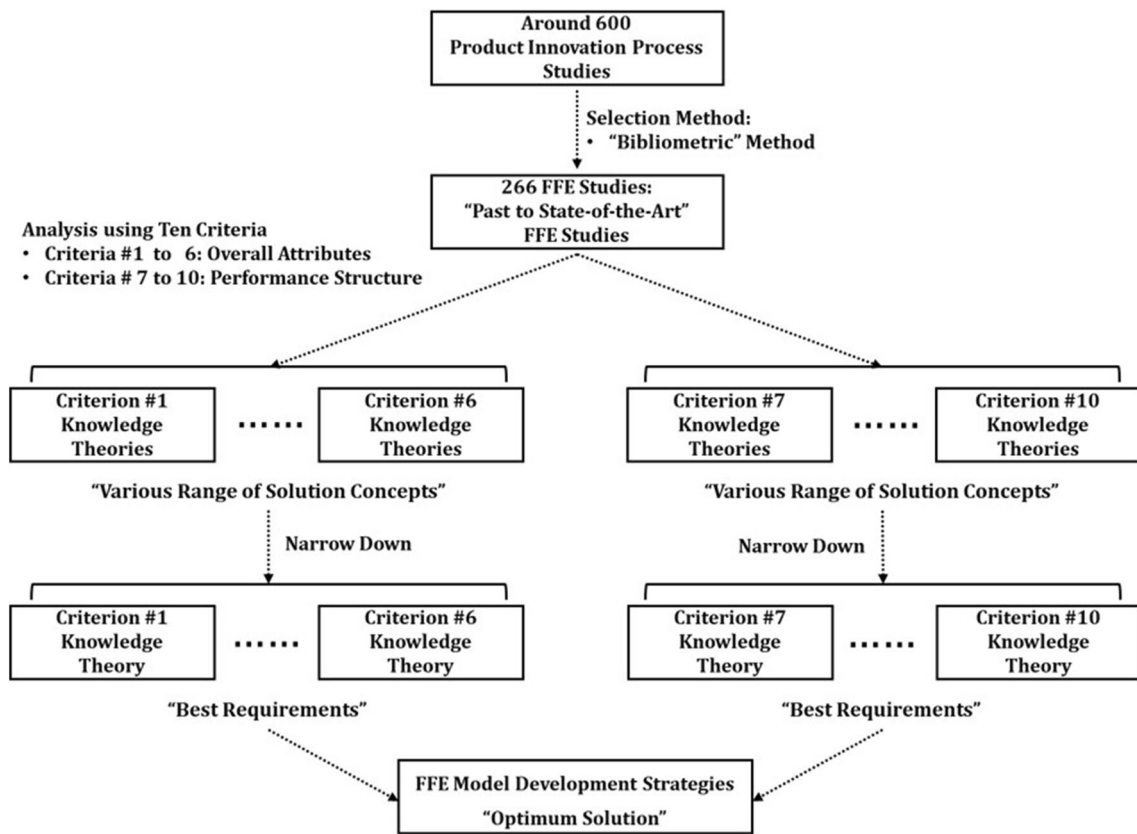 Around 600
Product Innovation Process
Studies
Selection Method:
• “Bibliometric” Method
266 FFE Studies:
“Past to State-of-the-Art”
FFE Studies
Analysis using Ten Criteria
• Criteria #1 to 6: Overall Attributes
• Criteria # 7 to 10: Performance Structure
Criterion #1
Knowledge
Theories
......
Criterion #6
Knowledge
Theories
Criterion #7
Knowledge
Theories
......
Criterion #10
Knowledge
Theories
“Various Range of Solution Concepts”
“Various Range of Solution Concepts”
Narrow Down
Narrow Down
Criterion #1
Knowledge
Theory
......
Criterion #6
Knowledge
Theory
Criterion #7
Knowledge
Theory
......
Criterion #10
Knowledge
Theory
“Best Requirements”
“Best Requirements”
FFE Model Development Strategies
“Optimum Solution”